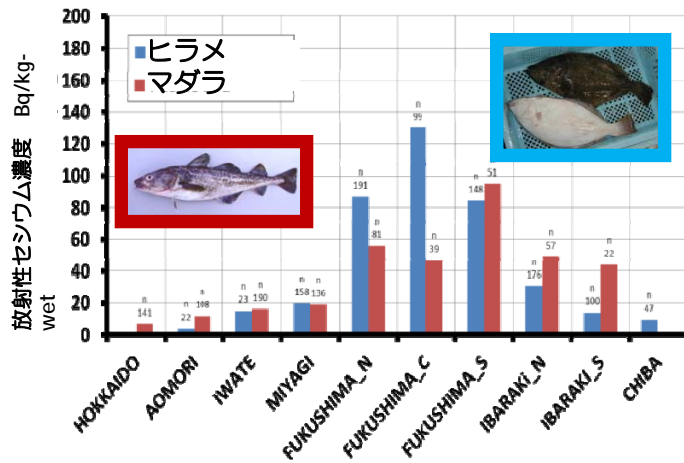 200
180
160
140
120
100
80
60
40
20
0
放射性セシウム濃度 Bq/kg-
wet
ヒラメ
マダラ
n
141
n
22
n
108
n
23
n
190
n
158
n
136
n
191
n
81
n
99
n
39
n
148
n
51
n
176
n
57
n
100
n
22
n
47
HOKKAIDO
AOMORI
IWATE
MIYAGI
FUKUSHIMA_N
FUKUSHIMA_C
FUKUSHIMA_S
IBARAKi_N
IBARAKI_S
CHIBA